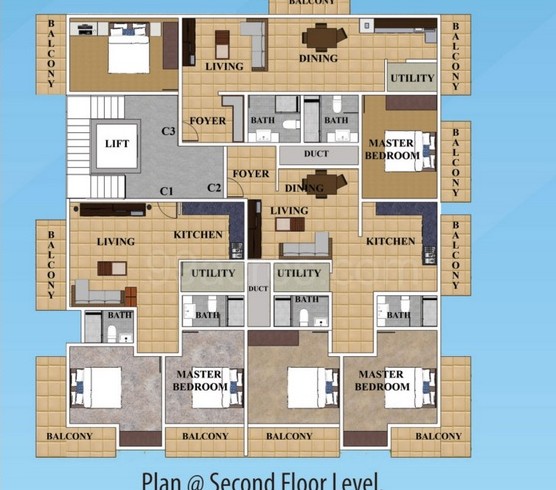 BALCONY
BALCONY
BALCONY
LIVING
DINING
UTILITY
FOYER
BATH
BATH
C3
LIFT
MASTER
BEDROOM
DUCT
BALCONY
FOYER
C1
C2
DINING
LIVING
KITCHEN
LIVING
KITCHEN
BALCONY
BALCONY
UTILITY
DUCT
UTILITY
BATH
BATH
BATH
BATH
MASTER
BEDROOM
MASTER
BEDROOM
BALCONY
BALCONY
BALCONY
BALCONY
Plan @ Second Floor Level